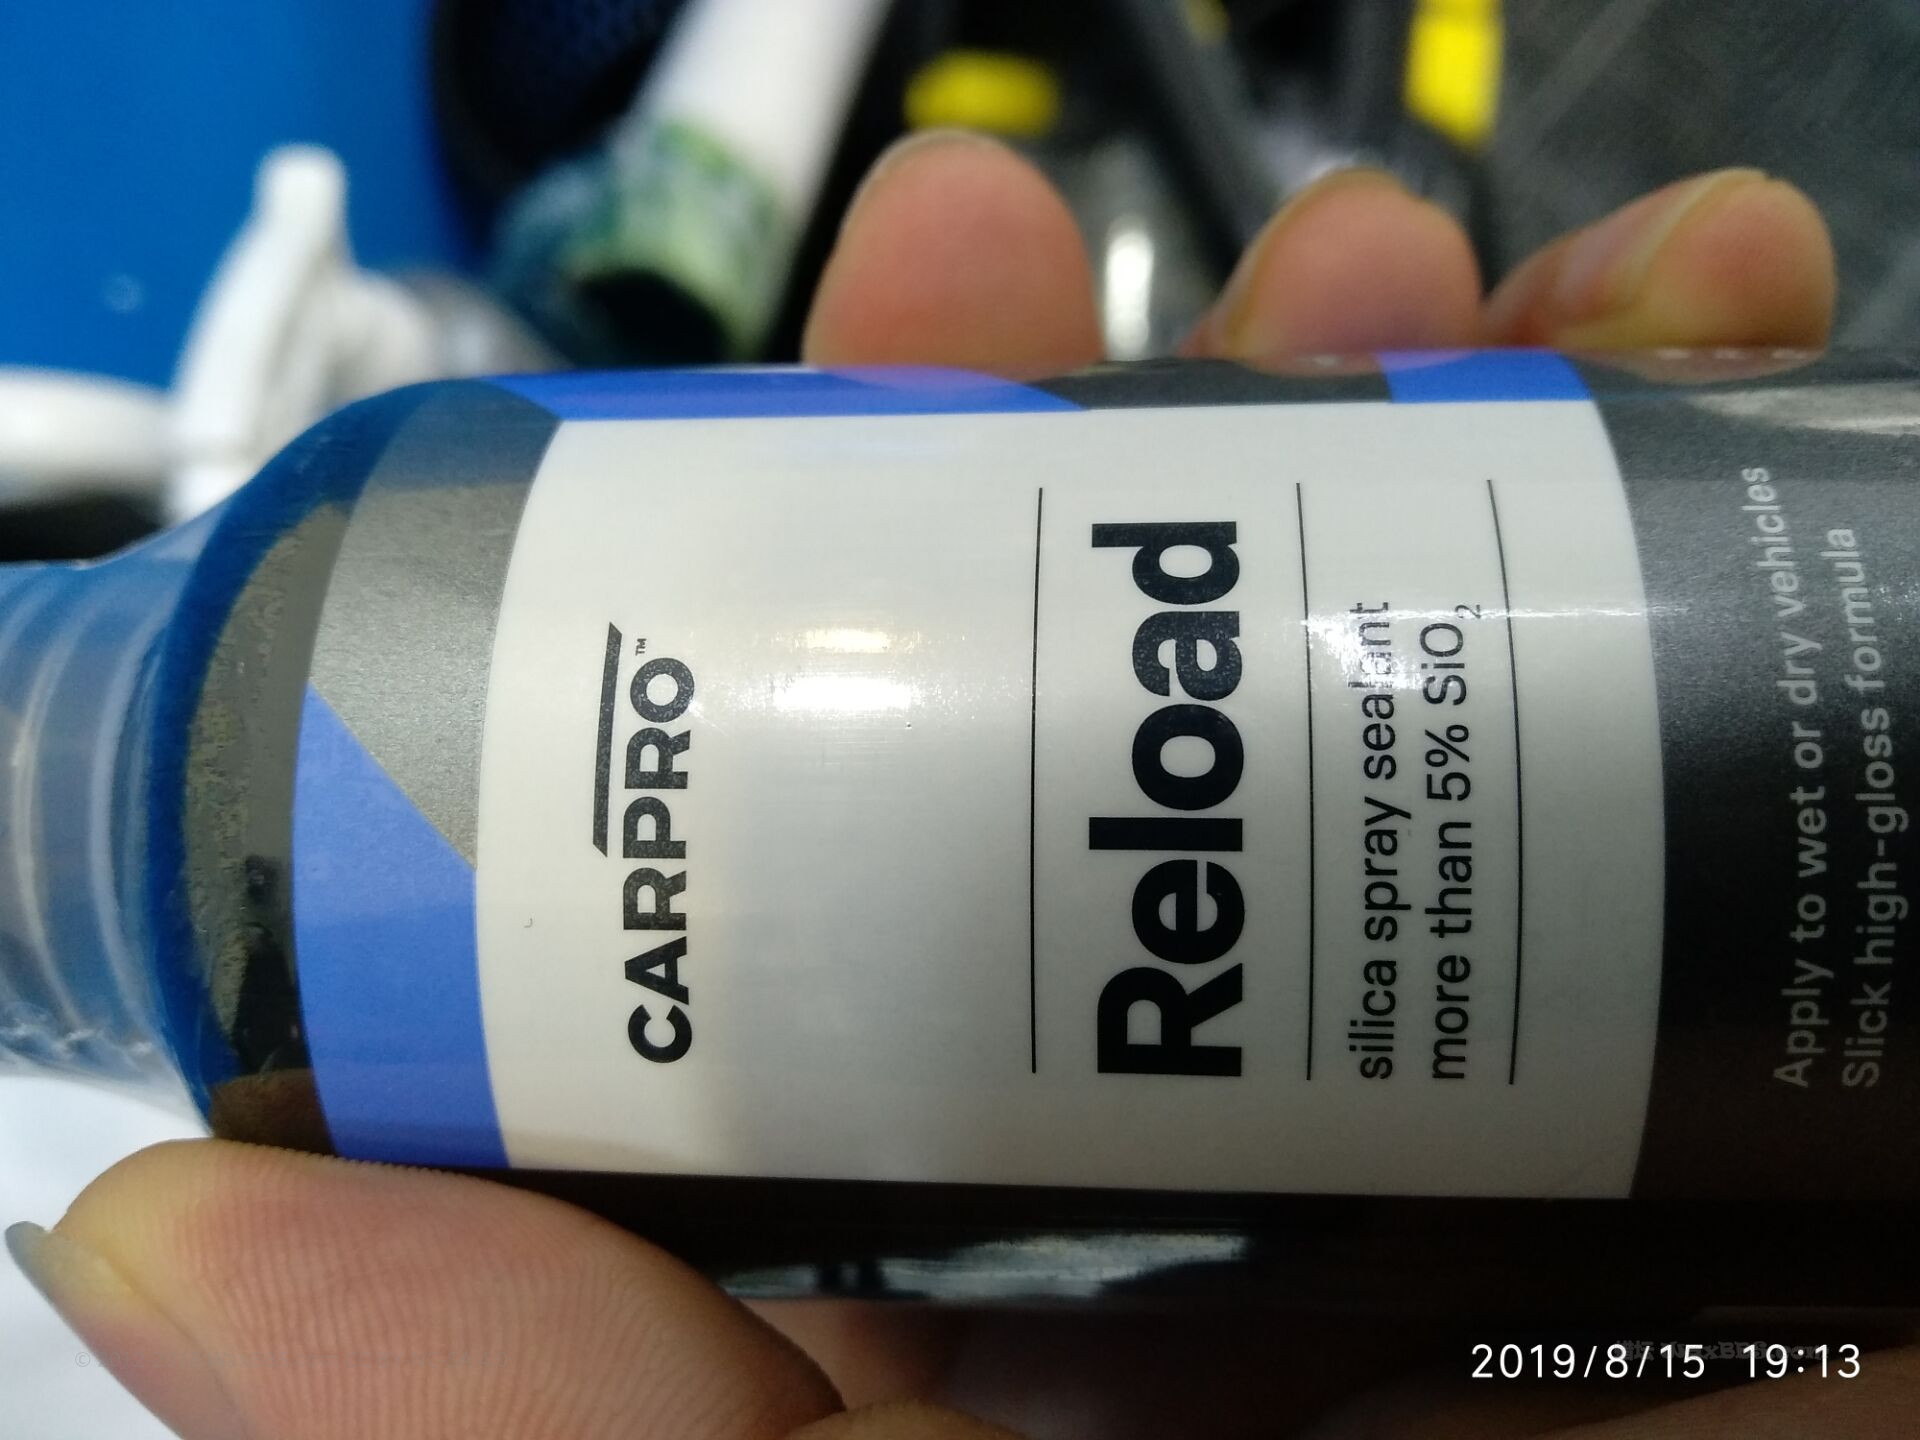 CARPRO™
Reload
silica spray sealant
more than 5% SiO₂
Apply to wet or dry vehicles
Slick high-gloss formula
2019/8/15 19:13